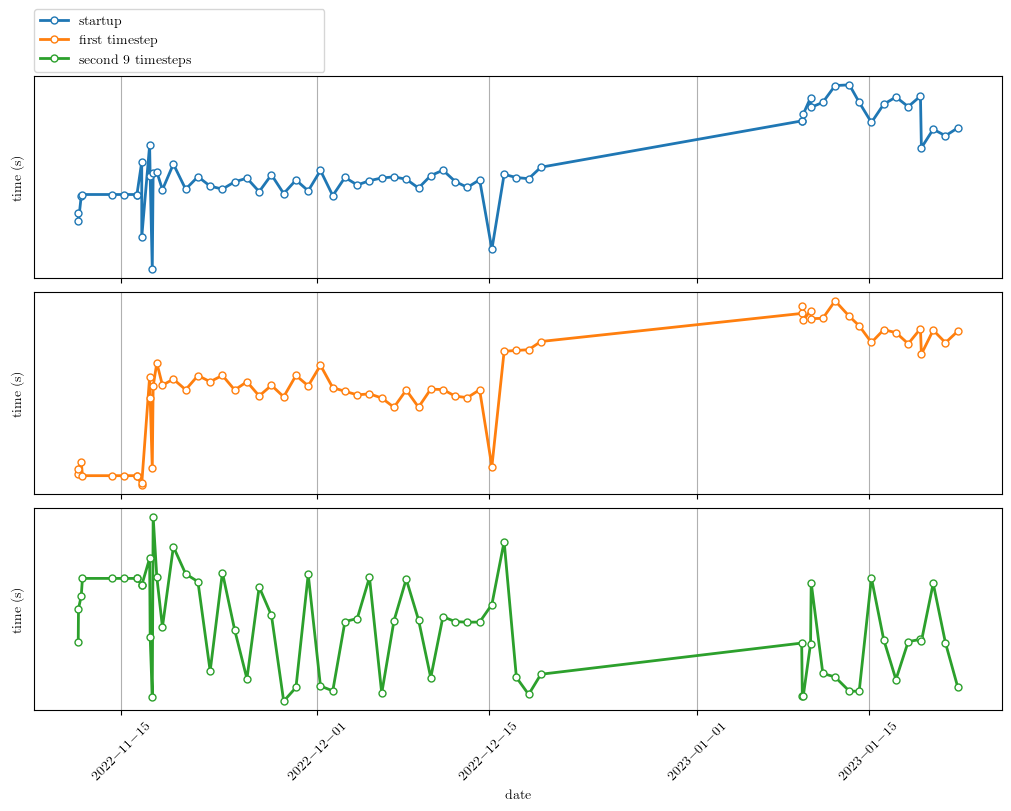 startup
first timestep
second 9 timesteps
time (s)
time (s)
time (s)
2022−11−15
2022−12−01
2022−12−15
2023−01−01
2023−01−15
date